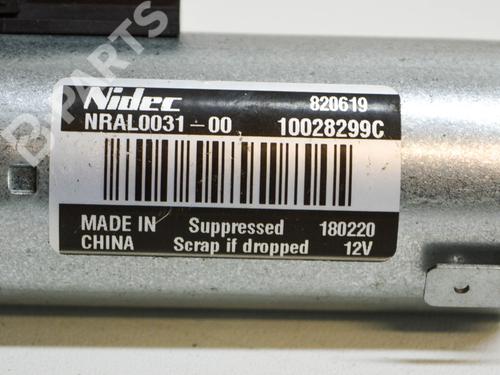 B-PARTS
Nidec 820619
NRAL0031-00 10028299C
MADE IN Suppressed 180220
CHINA Scrap if dropped 12V